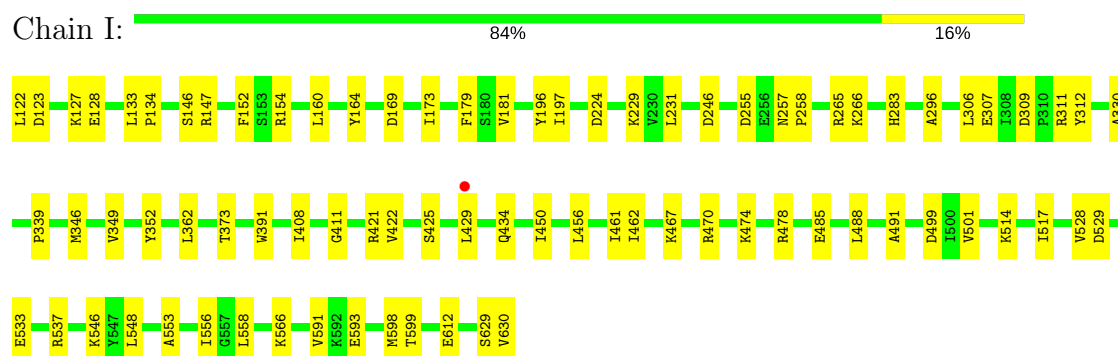 Chain I:
84% 16%
L122 D123 K127 E128 L133 P134 S146 R147 F152 S153 R154 L160 Y164 D169 I173 F179 S180 V181 Y196 I197 D224 K229 V230 L231 D246 D255 E256 N257 P258 R265 K266 H283 A296 L306 E307 I308 D309 P310 R311 Y312
P339 M346 V349 Y352 L362 T373 W391 I408 G411 R421 V422 S425 L429 Q434 I450 L456 I461 I462 K467 R470 K474 R478 E485 L488 A491 D499 I500 V501 K514 I517 V528 D529
E533 R537 K546 Y547 L548 A553 I556 G557 L558 K566 V591 K592 E593 M598 T599 E612 S629 V630